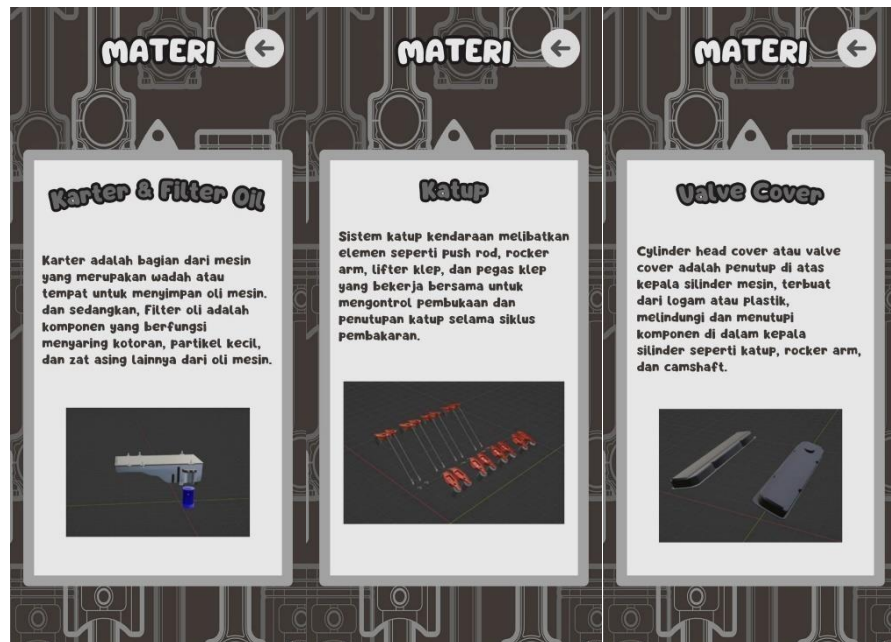 MATERI
Karter & Filter Oil
Karter adalah bagian dari mesin
yang merupakan wadah atau
tempat untuk menyimpan oli mesin.
dan sedangkan, Filter oli adalah
komponen yang berfungsi
menyaring kotoran, partikel kecil,
dan zat asing lainnya dari oli mesin.
MATERI
Katup
Sistem katup kendaraan melibatkan
elemen seperti push rod, rocker
arm, lifter klep, dan pegas klep
yang bekerja bersama untuk
mengontrol pembukaan dan
penutupan katup selama siklus
pembakaran.
MATERI
Valve Cover
Cylinder head cover atau valve
cover adalah penutup di atas
kepala silinder mesin, terbuat
dari logam atau plastik,
melindungi dan menutupi
komponen di dalam kepala
silinder seperti katup, rocker arm,
dan camshaft.